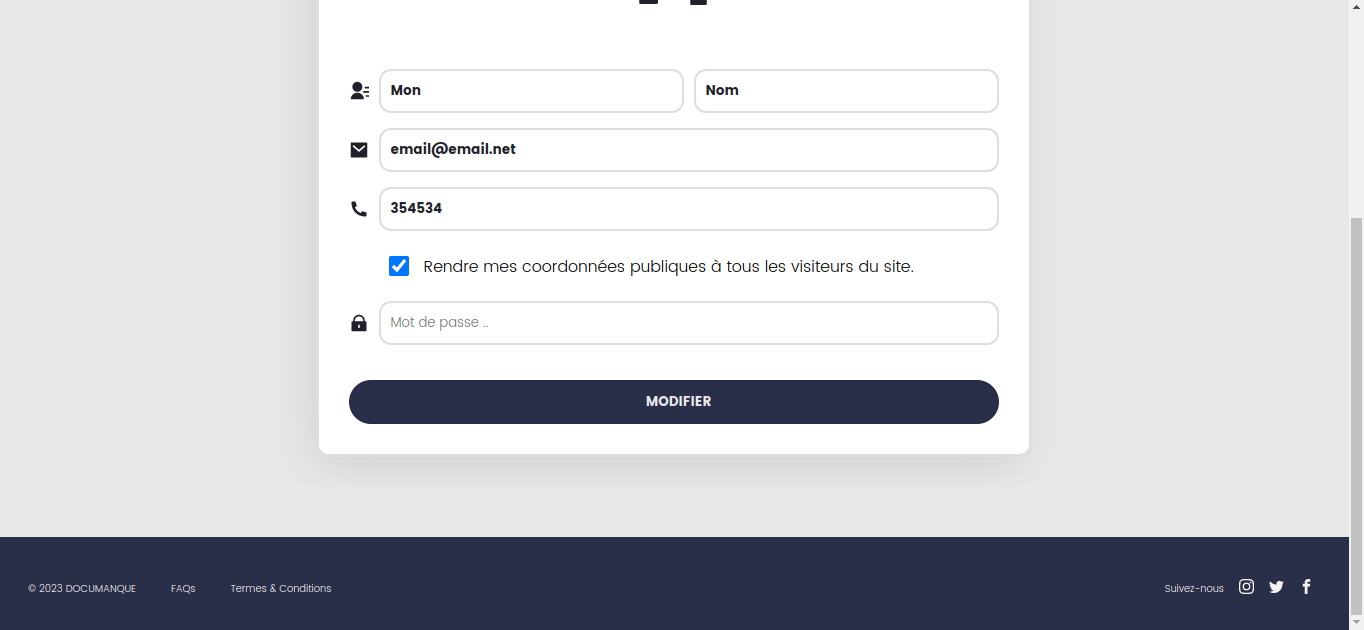 Mon Nom
email@email.net
354534
Rendre mes coordonnées publiques à tous les visiteurs du site.
Mot de passe ..
MODIFIER
© 2023 DOCUMANQUE FAQs Termes & Conditions Suivez-nous